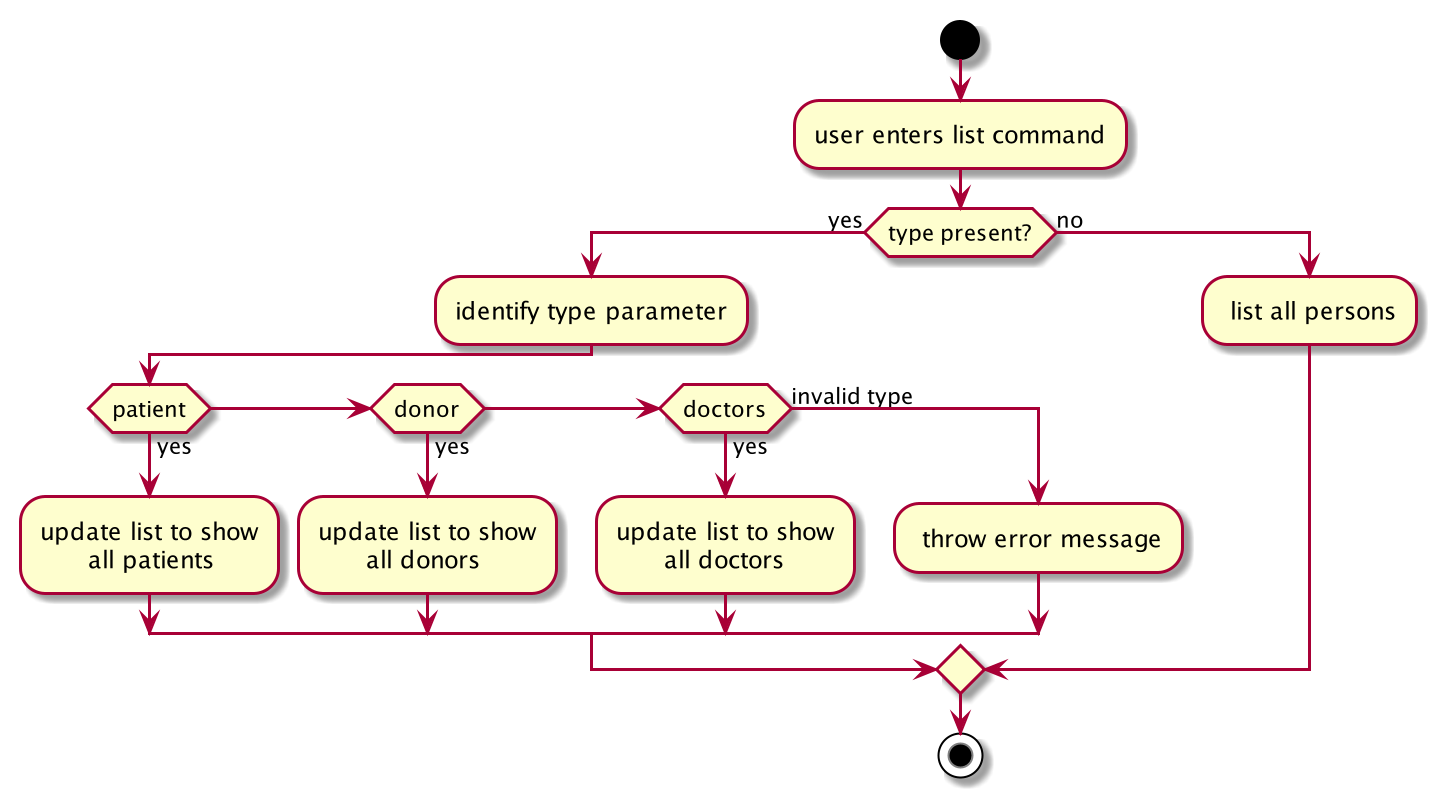 user enters list command
yes
type present?
no
identify type parameter
list all persons
patient
donor
doctors
invalid type
yes
yes
yes
update list to show
all patients
update list to show
all donors
update list to show
all doctors
throw error message